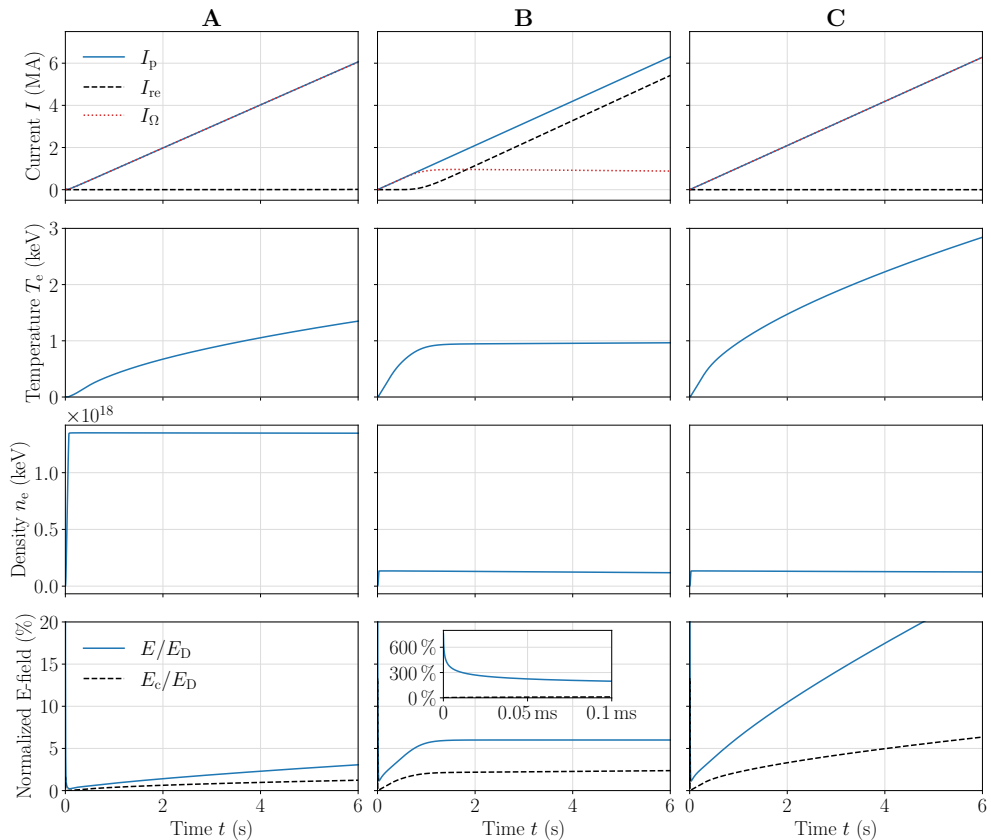 A B C
Current I (MA)
6
4
2
0
I_p
I_re
I_Ω
Temperature T_e (keV)
3
2
1
0
×10^18
Density n_e (keV)
1.0
0.5
0.0
Normalized E-field (%)
20
15
10
5
0
E/E_D
E_c/E_D
600 %
300 %
0 %
0 0.05 ms 0.1 ms
0 2 4 6 0 2 4 6 0 2 4 6
Time t (s) Time t (s) Time t (s)